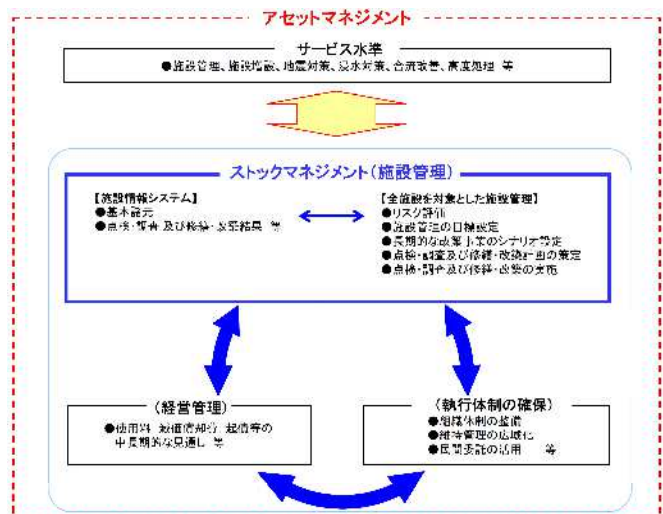 アセットマネジメント
サービス水準
●施設管理、施設増設、地震対策、浸水対策、合流改善、高度処理 等
ストックマネジメント(施設管理)
【施設情報システム】
●基本諸元
●点検・調査及び修繕・改築結果 等
【全施設を対象とした施設管理】
●リスク評価
●施設管理の目標設定
●長期的な改築事業のシナリオ設定
●点検・調査及び修繕・改築計画の策定
●点検・調査及び修繕・改築の実施
(経営管理)
●使用料、減価償却、起債等の
中長期的な見通し 等
(執行体制の確保)
●組織体制の整備
●維持管理の広域化
●民間委託の活用 等